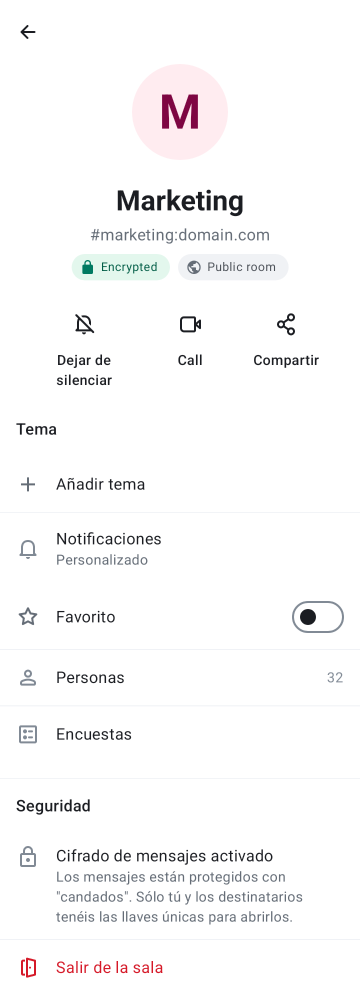 M
Marketing
#marketing:domain.com
Encrypted
Public room
Dejar de
silenciar
Call
Compartir
Tema
Añadir tema
Notificaciones
Personalizado
Favorito
Personas
32
Encuestas
Seguridad
Cifrado de mensajes activado
Los mensajes están protegidos con
"candados". Sólo tú y los destinatarios
tenéis las llaves únicas para abrirlos.
Salir de la sala